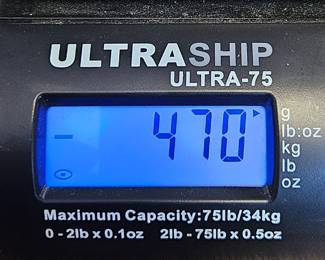 ULTRASHIP
ULTRA-75
- 470
g
lb:oz
kg
lb
oz
Maximum Capacity:75lb/34kg
0 - 2lb x 0.1oz 2lb - 75lb x 0.5oz